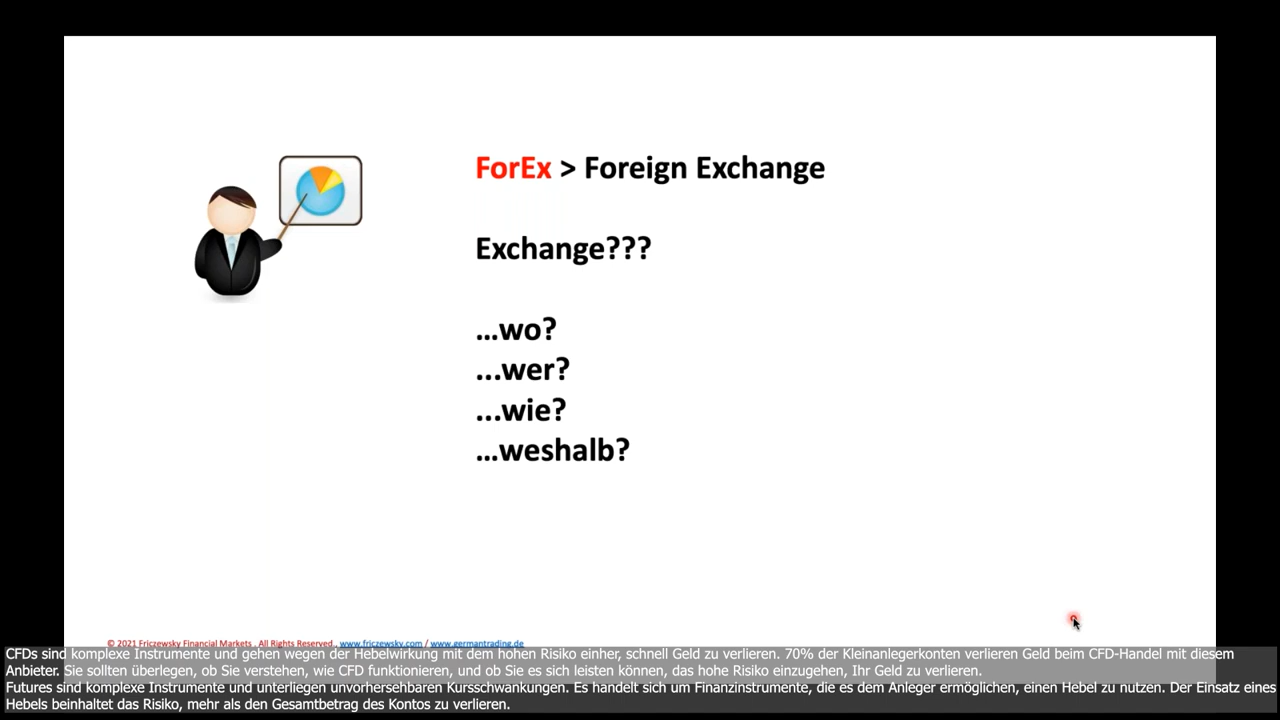 ForEx > Foreign Exchange
Exchange???
...wo?
...wer?
...wie?
...weshalb?
© 2021 Friczewsky Financial Markets . All Rights Reserved . www.friczewsky.com / www.germantrading.de
CFDs sind komplexe Instrumente und gehen wegen der Hebelwirkung mit dem hohen Risiko einher, schnell Geld zu verlieren. 70% der Kleinanlegerkonten verlieren Geld beim CFD-Handel mit diesem
Anbieter. Sie sollten überlegen, ob Sie verstehen, wie CFD funktionieren, und ob Sie es sich leisten können, das hohe Risiko einzugehen, Ihr Geld zu verlieren.
Futures sind komplexe Instrumente und unterliegen unvorhersehbaren Kursschwankungen. Es handelt sich um Finanzinstrumente, die es dem Anleger ermöglichen, einen Hebel zu nutzen. Der Einsatz eines
Hebels beinhaltet das Risiko, mehr als den Gesamtbetrag des Kontos zu verlieren.